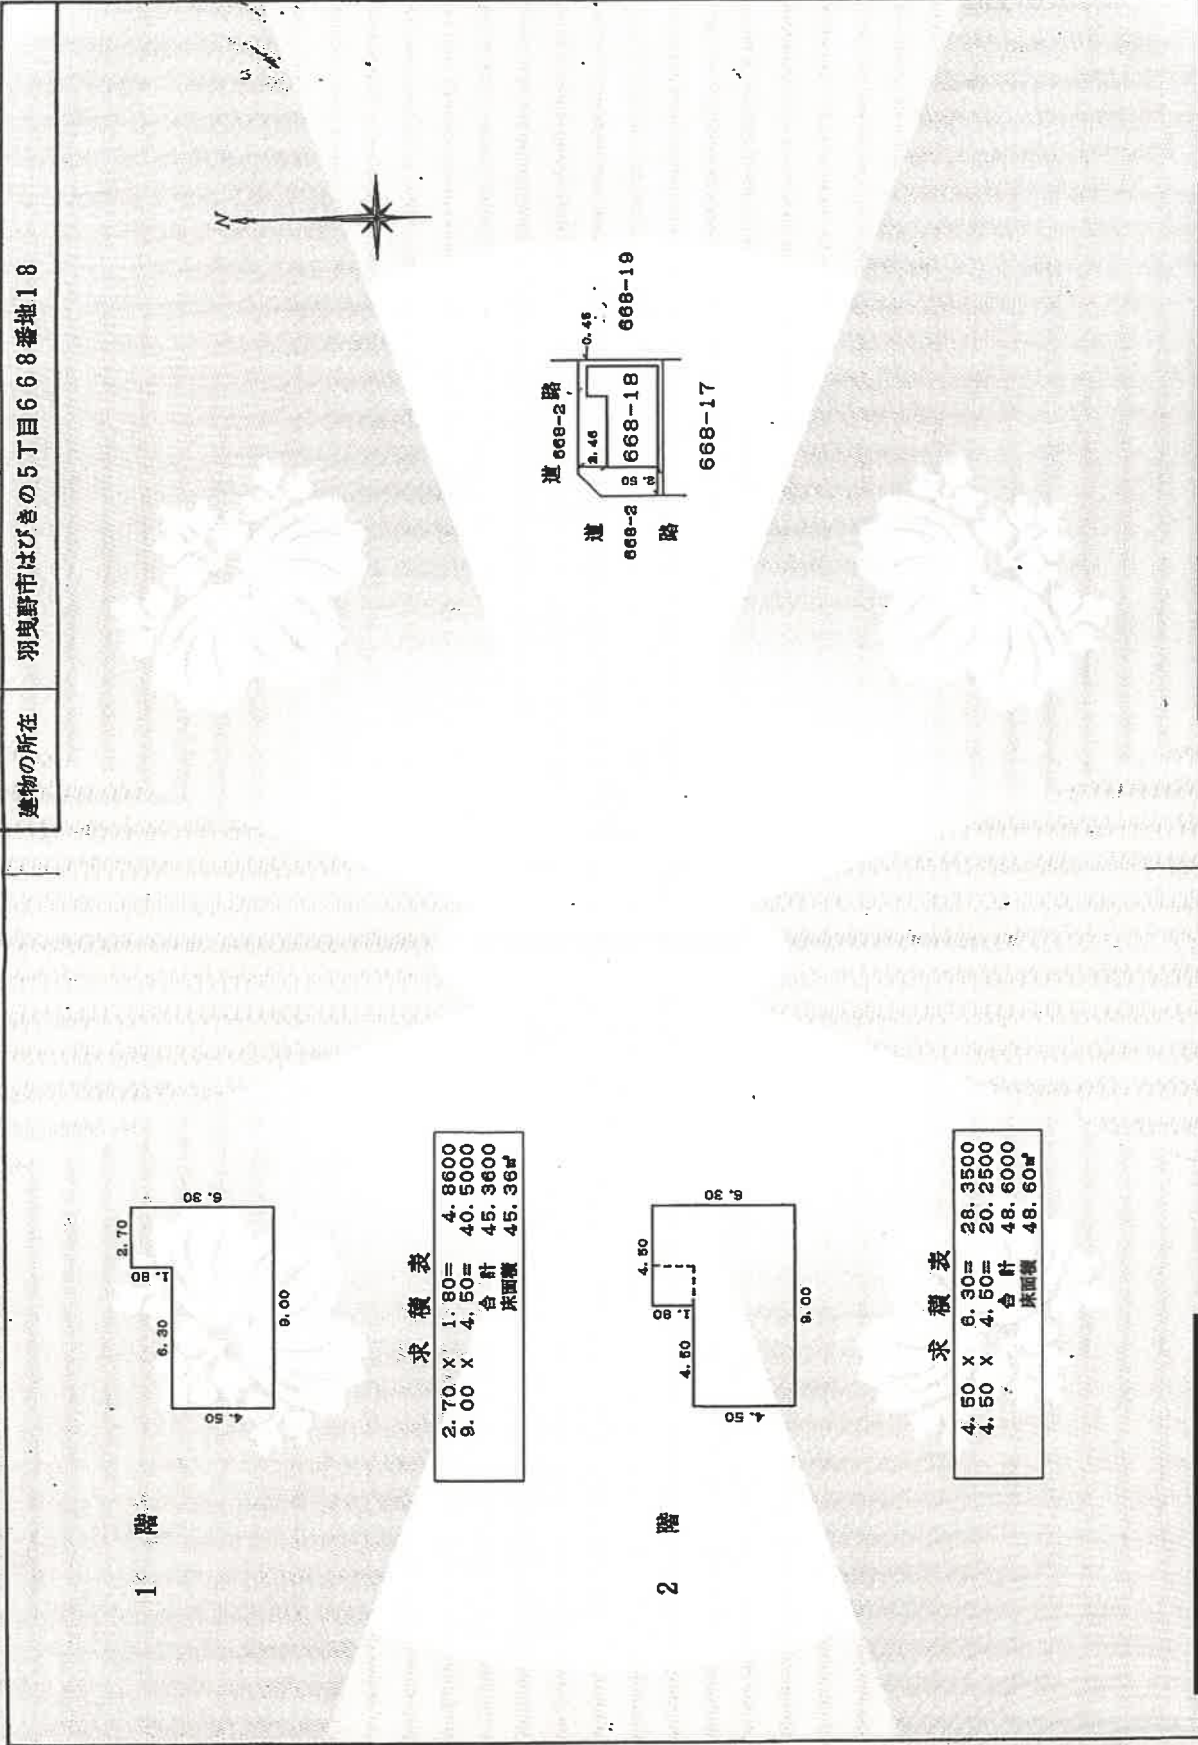 建物の所在 羽曳野市はびきの5丁目668番地18
1 階
2.70
1.80
6.30
6.30
4.50
9.00
求 積 表
2.70 x 1.80= 4.8600
9.00 x 4.50= 40.5000
合 計 45.3600
床面積 45.36㎡
2 階
4.50
1.80
4.50
6.30
4.50
9.00
求 積 表
4.50 x 6.30= 28.3500
4.50 x 4.50= 20.2500
合 計 48.6000
床面積 48.60㎡
N
道 668-2 路
0.45
2.45
668-18
668-19
2.50
道 668-2 路
668-17